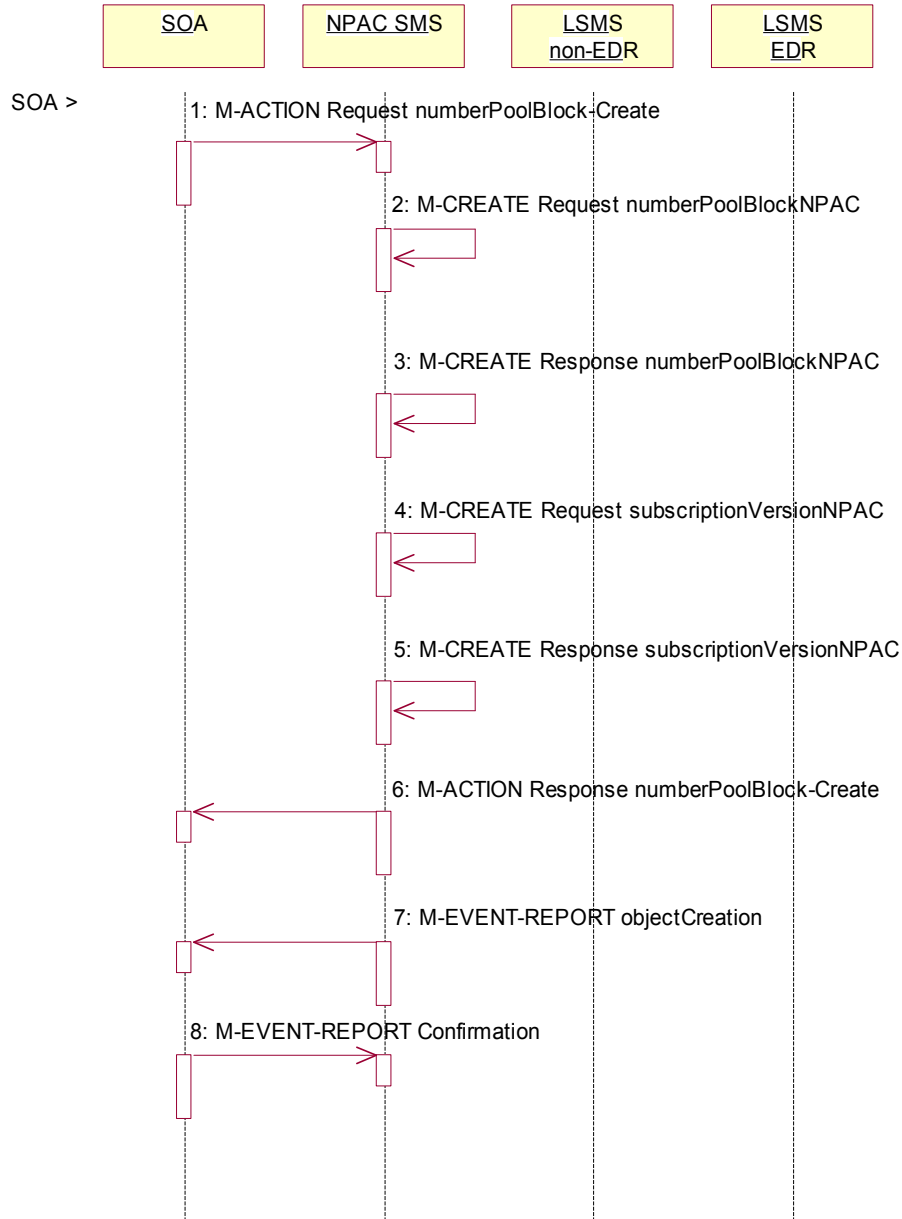 SOA
NPAC SMS
LSMS
non-EDR
LSMS
EDR
SOA >
1: M-ACTION Request numberPoolBlock-Create
2: M-CREATE Request numberPoolBlockNPAC
3: M-CREATE Response numberPoolBlockNPAC
4: M-CREATE Request subscriptionVersionNPAC
5: M-CREATE Response subscriptionVersionNPAC
6: M-ACTION Response numberPoolBlock-Create
7: M-EVENT-REPORT objectCreation
8: M-EVENT-REPORT Confirmation